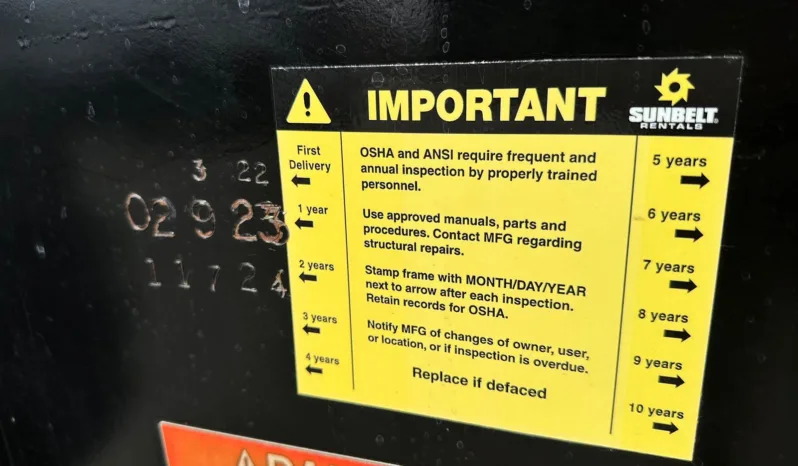 IMPORTANT
SUNBELT®
RENTALS
3 22
02 9 23
1 1 7 2 4
First
Delivery
1 year
2 years
3 years
4 years
OSHA and ANSI require frequent and
annual inspection by properly trained
personnel.
Use approved manuals, parts and
procedures. Contact MFG regarding
structural repairs.
Stamp frame with MONTH/DAY/YEAR
next to arrow after each inspection.
Retain records for OSHA.
Notify MFG of changes of owner, user,
or location, or if inspection is overdue.
Replace if defaced
5 years
6 years
7 years
8 years
9 years
10 years